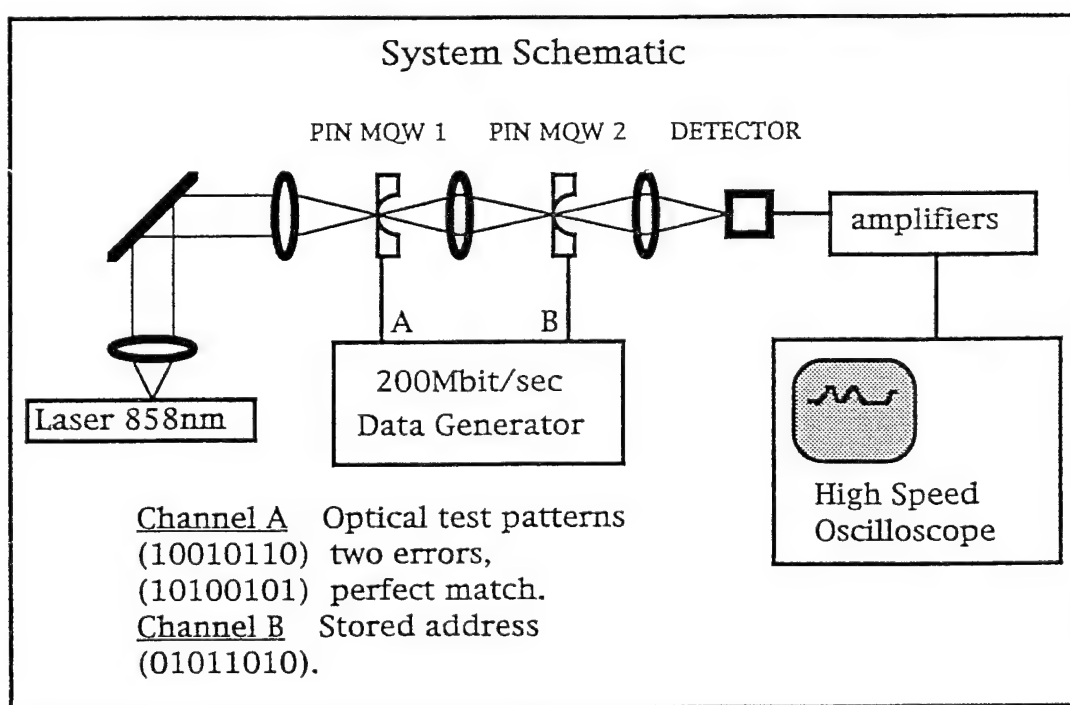 System Schematic
PIN MQW 1
PIN MQW 2
DETECTOR
amplifiers
A
B
200Mbit/sec
Data Generator
Laser 858nm
High Speed
Oscilloscope
Channel A Optical test patterns
(10010110) two errors,
(10100101) perfect match.
Channel B Stored address
(01011010).